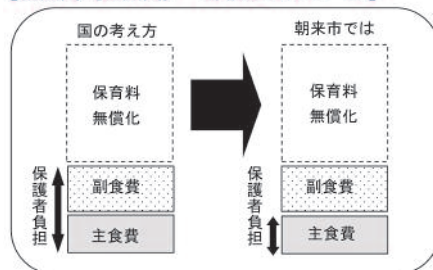 国の考え方
保育料
無償化
副食費
主食費
保護者負担
朝来市では
保育料
無償化
副食費
主食費
保護者負担